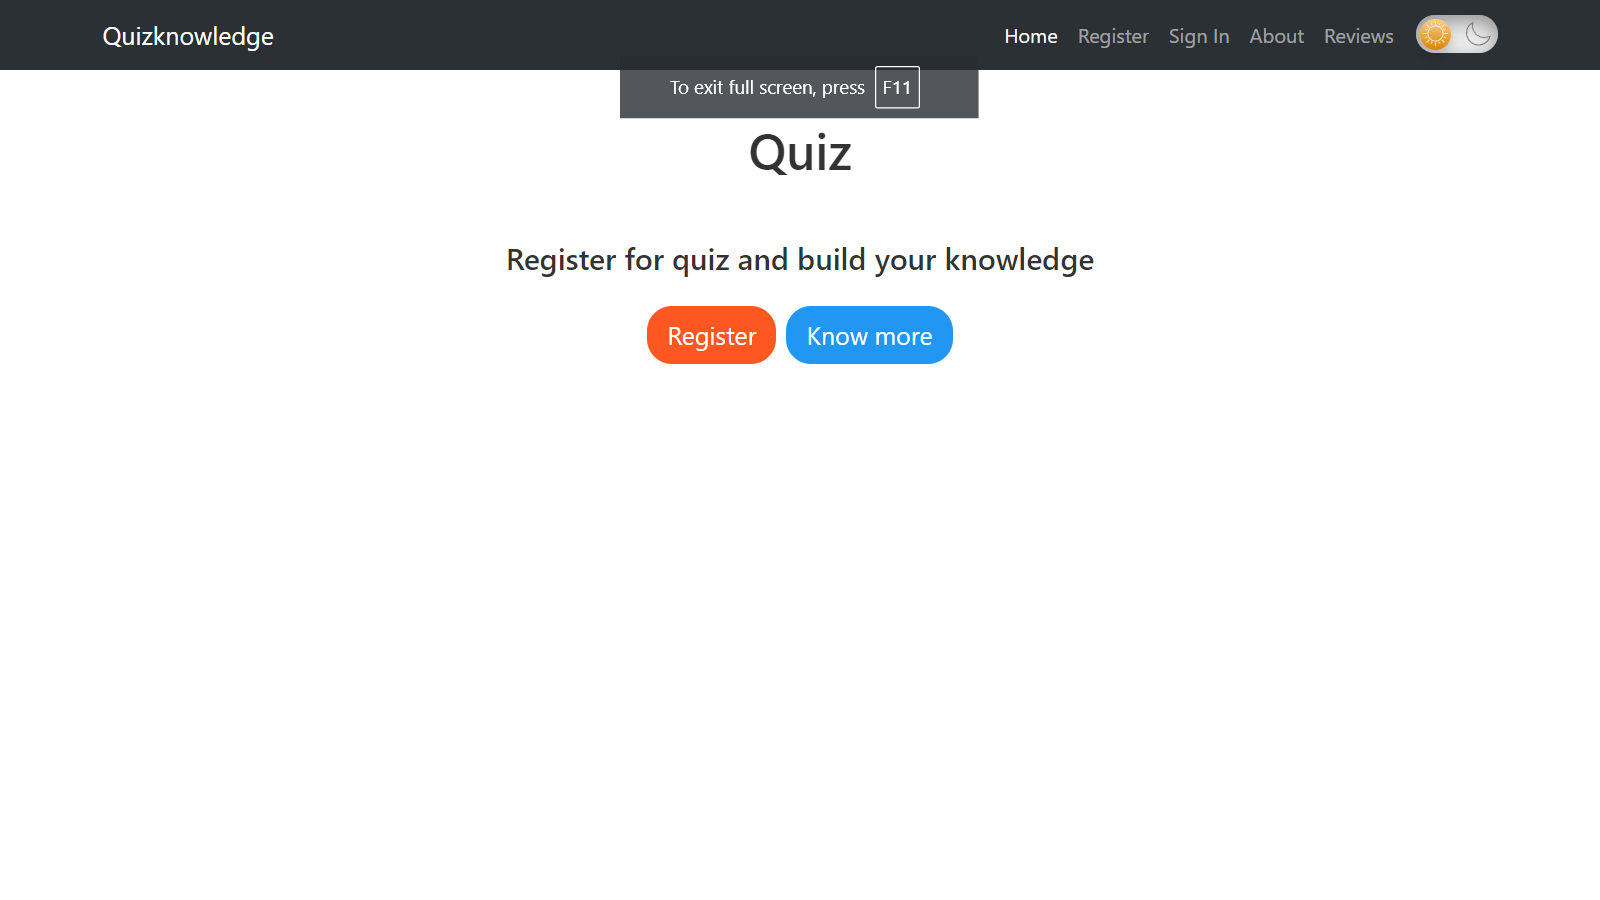 Quizknowledge
Home Register Sign In About Reviews
To exit full screen, press F11
Quiz
Register for quiz and build your knowledge
Register Know more